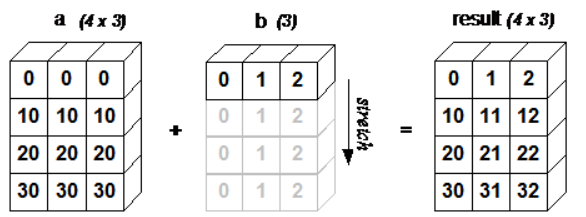 a (4 x 3) b (3) result (4 x 3)
0 0 0 0 1 2 0 1 2
10 10 10 0 1 2 10 11 12
+ stretch =
20 20 20 0 1 2 20 21 22
30 30 30 0 1 2 30 31 32